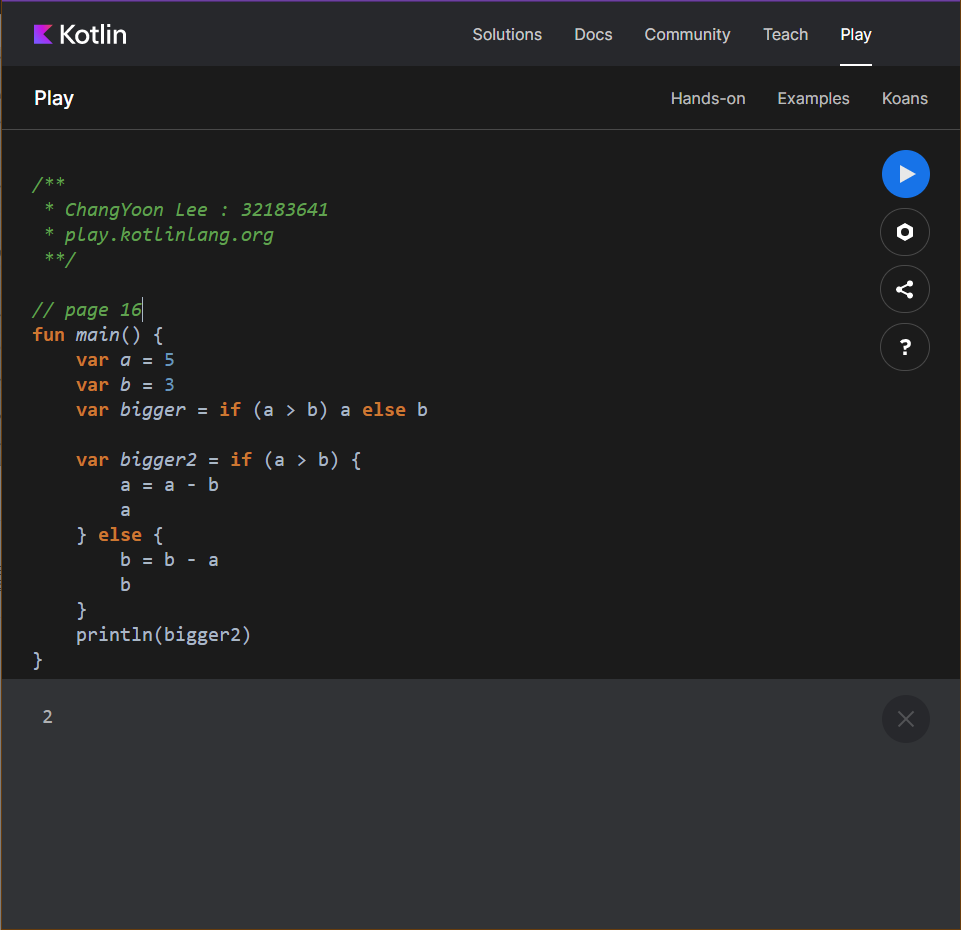 Kotlin
Solutions Docs Community Teach Play
Play
Hands-on Examples Koans
/**
 * ChangYoon Lee : 32183641
 * play.kotlinlang.org
 **/
// page 16
fun main() {
    var a = 5
    var b = 3
    var bigger = if (a > b) a else b
    var bigger2 = if (a > b) {
        a = a - b
        a
    } else {
        b = b - a
        b
    }
    println(bigger2)
}
?
2